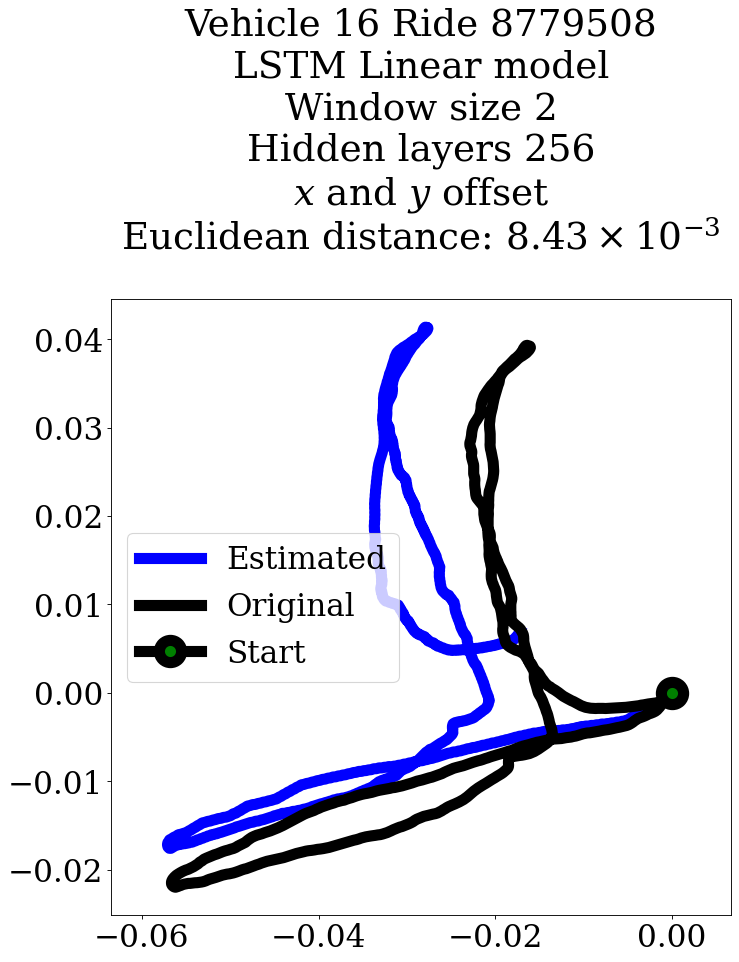 Vehicle 16 Ride 8779508
LSTM Linear model
Window size 2
Hidden layers 256
x and y offset
Euclidean distance: 8.43 × 10⁻³
0.04
0.03
0.02
0.01
0.00
−0.01
−0.02
Estimated
Original
Start
−0.06
−0.04
−0.02
0.00